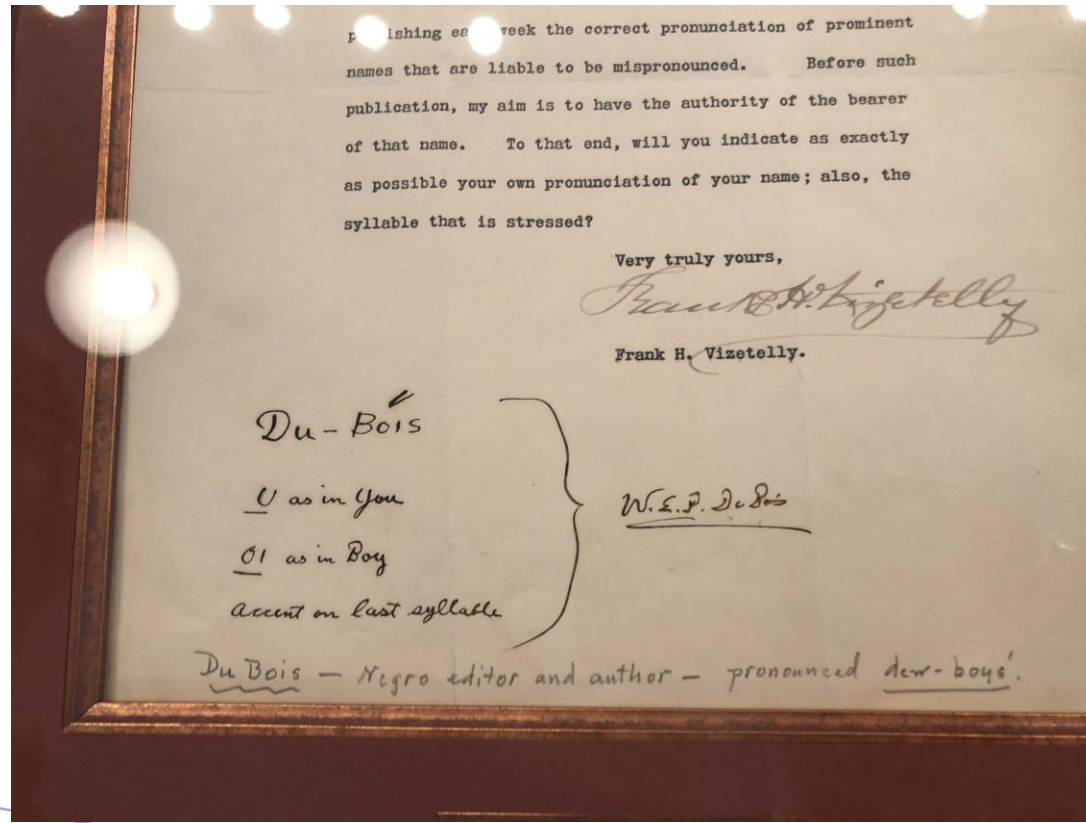 ishing ea week the correct pronunciation of prominent
names that are liable to be mispronounced. Before such
publication, my aim is to have the authority of the bearer
of that name. To that end, will you indicate as exactly
as possible your own pronunciation of your name; also, the
syllable that is stressed?
Very truly yours,
Frank H. Vizetelly
Frank H. Vizetelly.
Du-Bois
U as in You
OI as in Boy
accent on last syllable
W.E.B. Du Bois
Du Bois — Negro editor and author — pronounced dew-boys'.